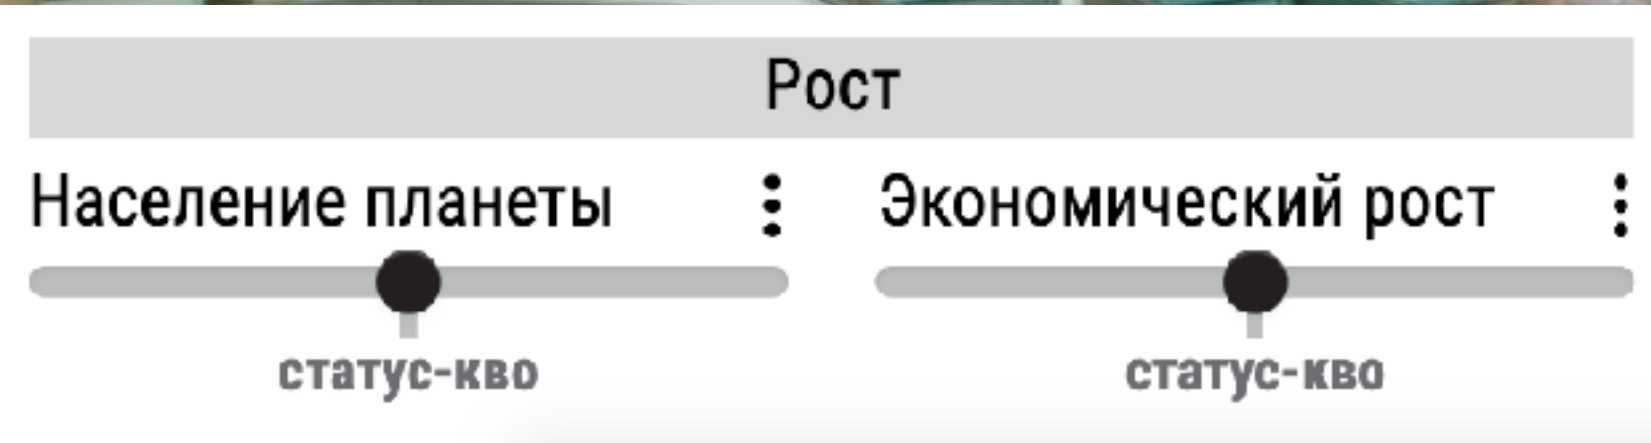 Рост
Население планеты
Экономический рост
статус-кво
статус-кво